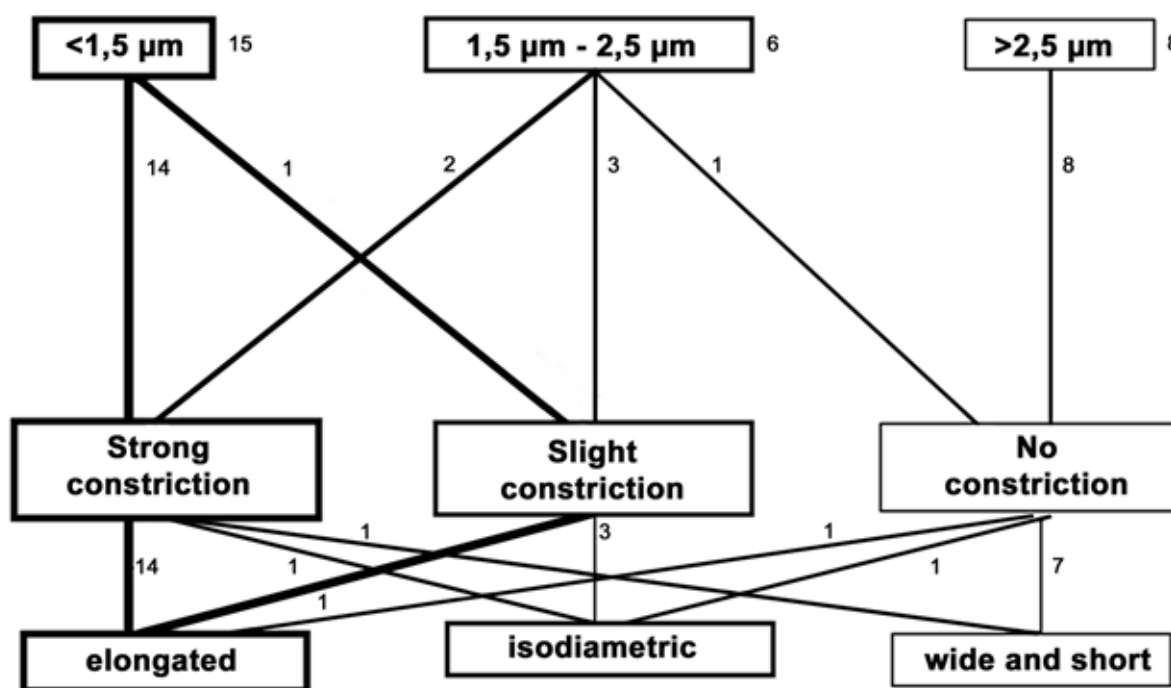 <1,5 µm 15
1,5 µm - 2,5 µm 6
>2,5 µm 8
14 1 2 3 1 8
Strong
constriction
Slight
constriction
No
constriction
1 3 1
14 1 1 7
1
elongated
isodiametric
wide and short